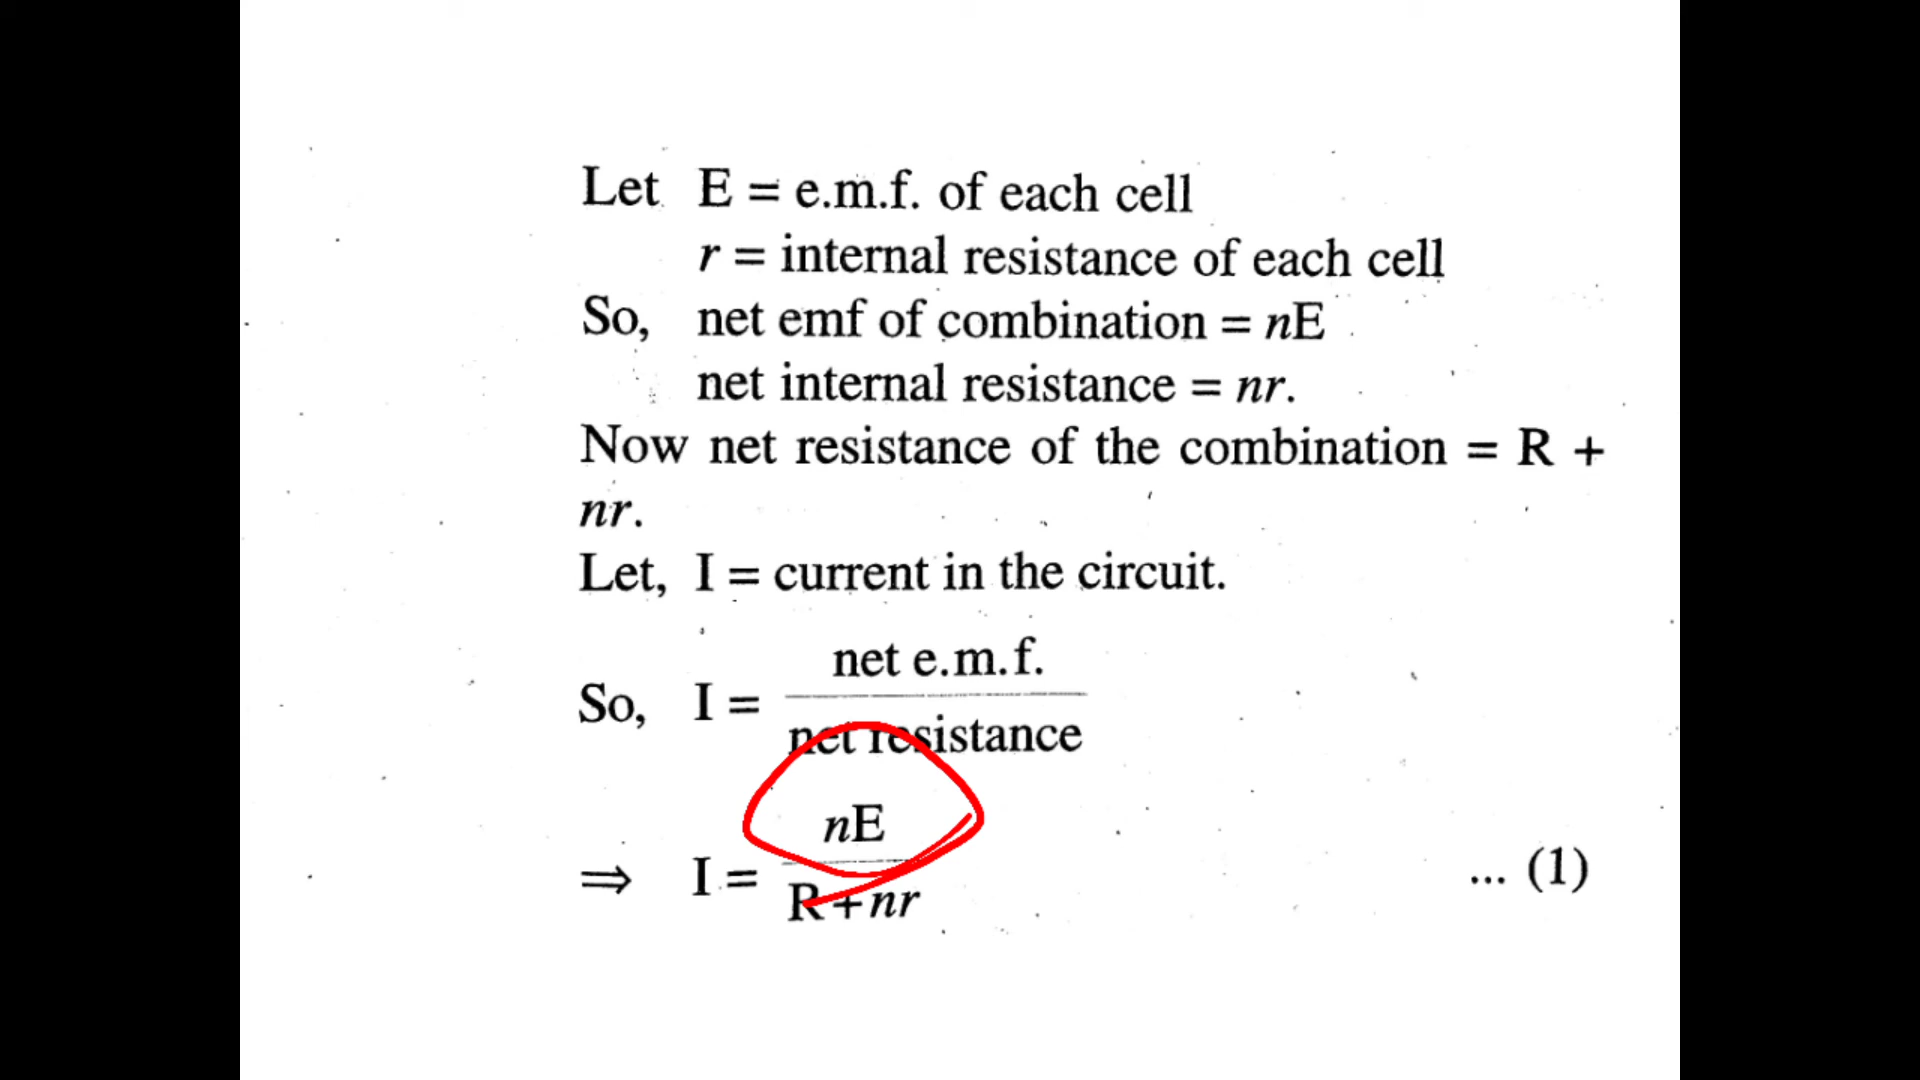 Let E = e.m.f. of each cell
r = internal resistance of each cell
So, net emf of combination = nE
net internal resistance = nr.
Now net resistance of the combination = R +
nr.
Let, I = current in the circuit.
So, I = net e.m.f. / net resistance
⇒ I = nE / R+nr ... (1)